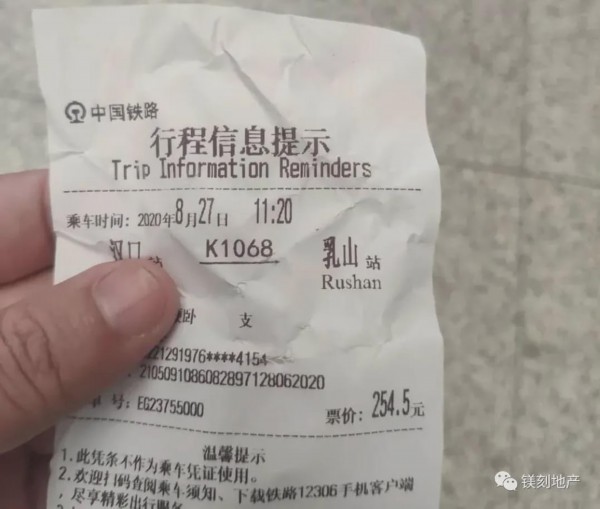 中国铁路
行程信息提示
Trip Information Reminders
乘车时间: 2020年8月27日 11:20
汉口站 K1068 乳山站
Rushan
卧 支
221291976****4154
2105091086082897128062020
号: EG23755000 票价: 254.5元
温馨提示
1.此凭条不作为乘车凭证使用。
2.欢迎扫码查阅乘车须知、下载铁路12306手机客户端
,尽享精彩出行服务
镁刻地产